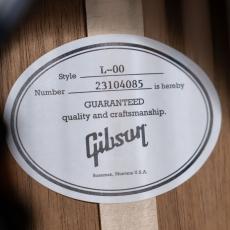 Style L-00
Number 23104085 is hereby
GUARANTEED
quality and craftsmanship.
Gibson
Bozeman, Montana U.S.A.